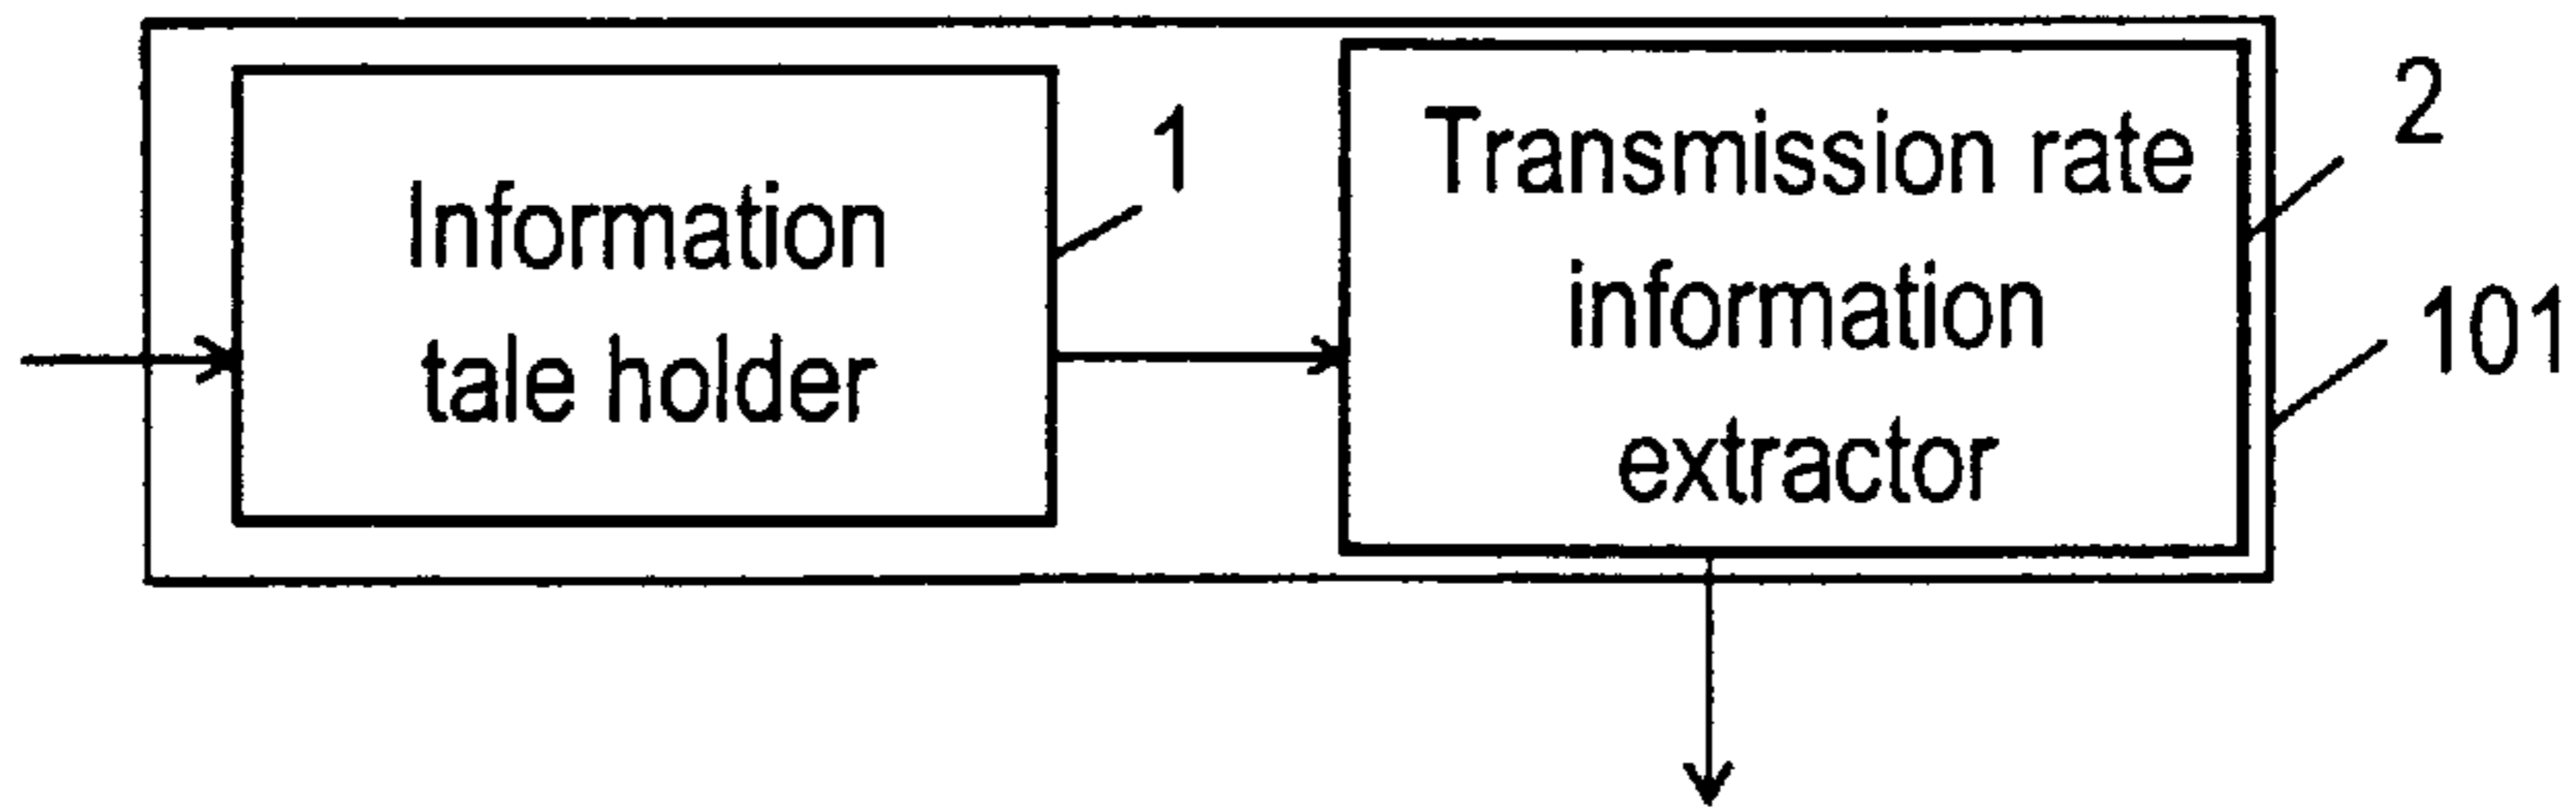 Information
tale holder
1
Transmission rate
information
extractor
2
101